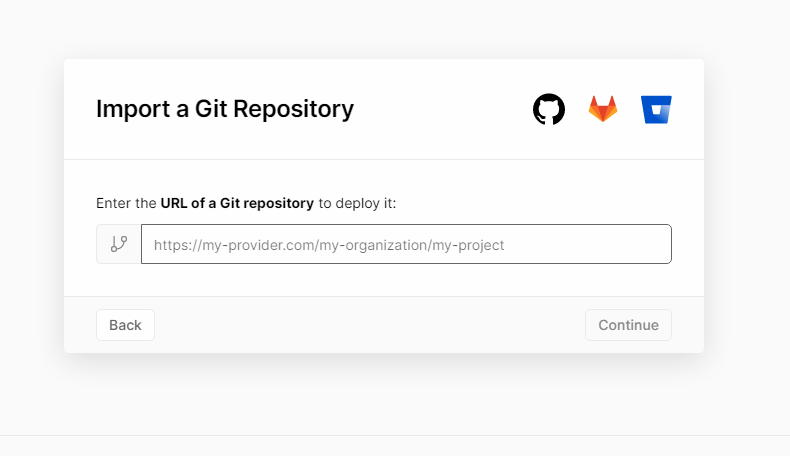 Import a Git Repository
Enter the URL of a Git repository to deploy it:
https://my-provider.com/my-organization/my-project
Back
Continue